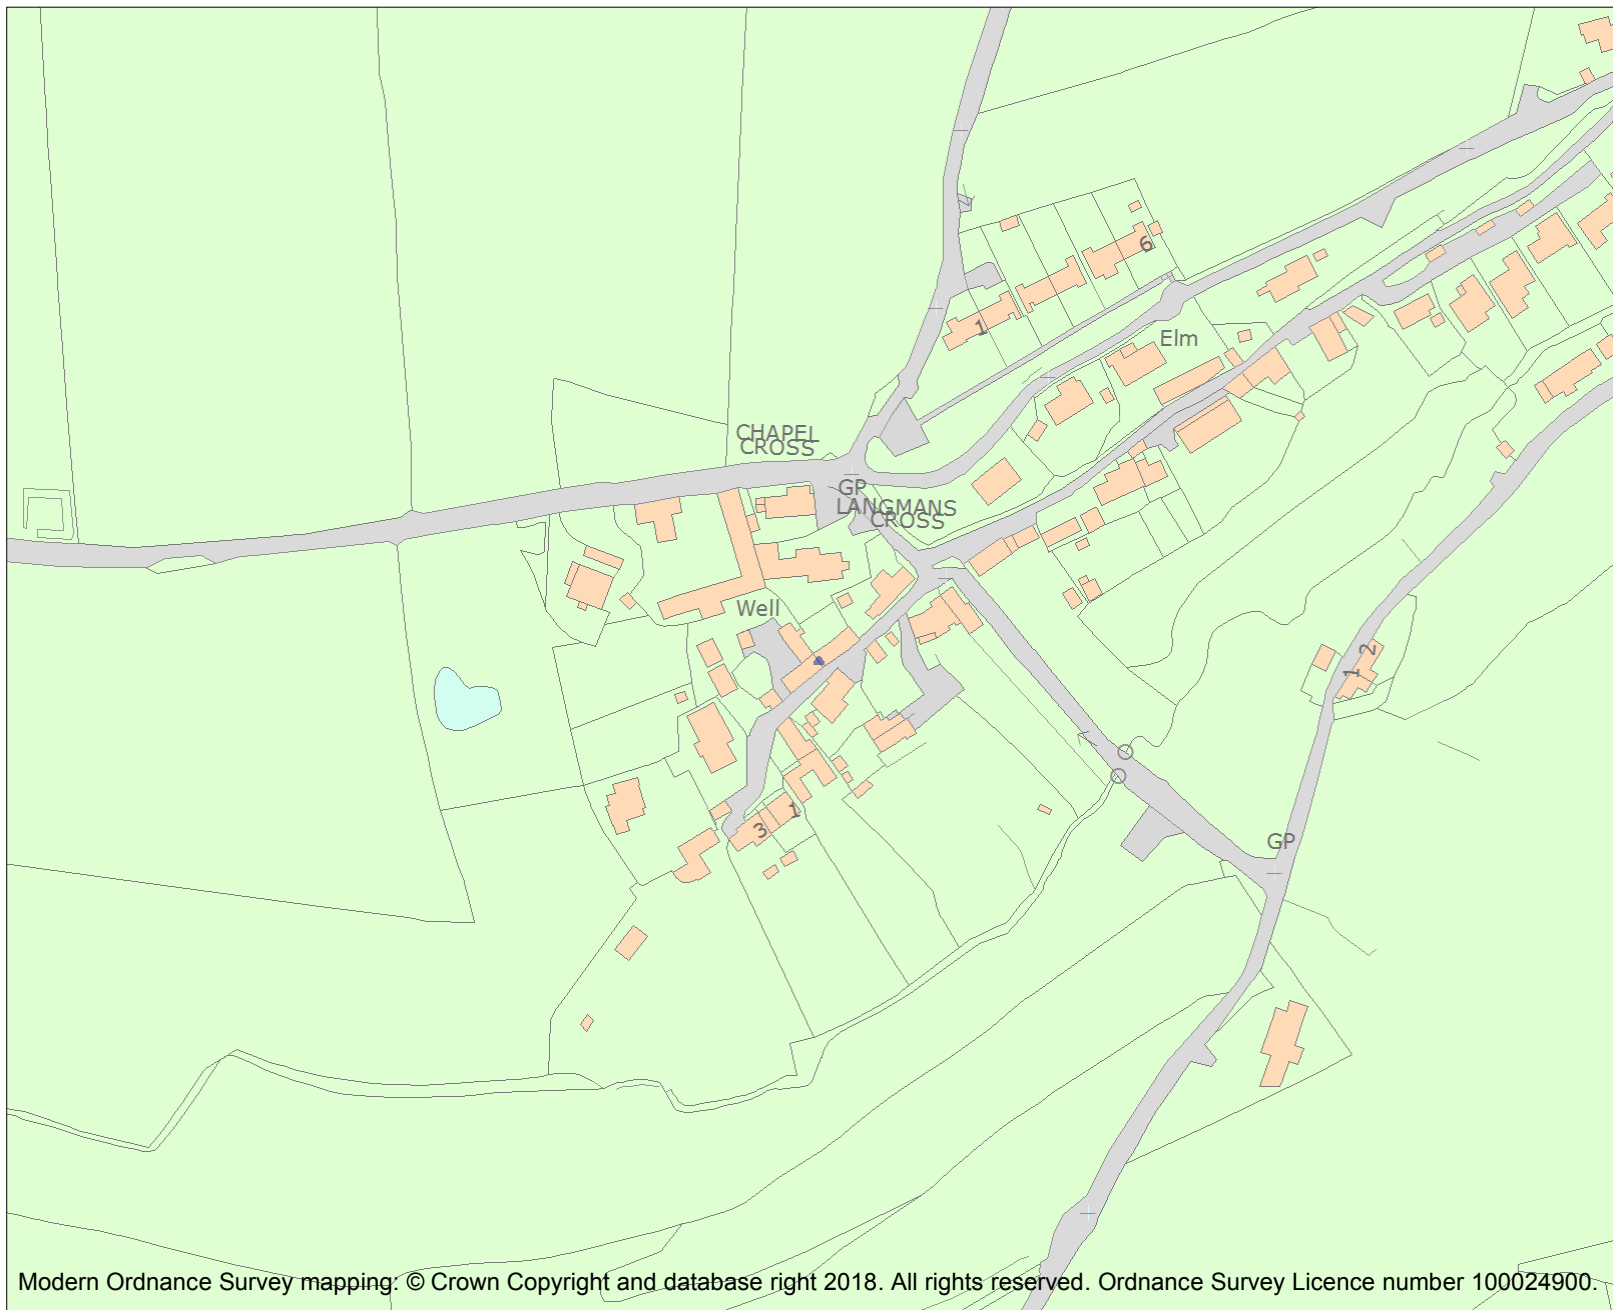 6
1
Elm
CHAPEL
CROSS
GP
LANGMANS
CROSS
Well
2
1
1
3
GP
Modern Ordnance Survey mapping: © Crown Copyright and database right 2018. All rights reserved. Ordnance Survey Licence number 100024900.